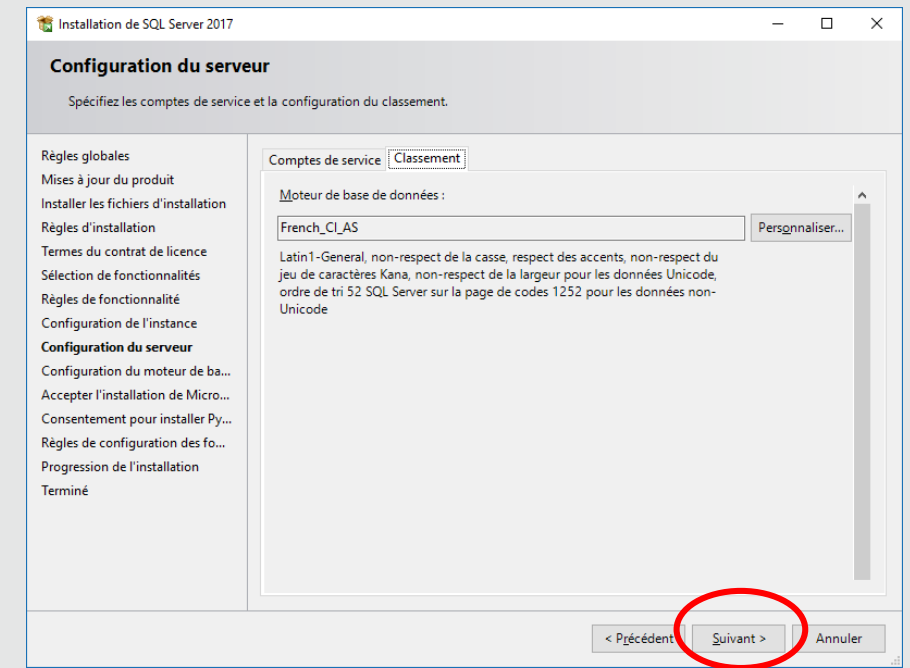 Installation de SQL Server 2017
Configuration du serveur
Spécifiez les comptes de service et la configuration du classement.
Règles globales
Mises à jour du produit
Installer les fichiers d'installation
Règles d'installation
Termes du contrat de licence
Sélection de fonctionnalités
Règles de fonctionnalité
Configuration de l'instance
Configuration du serveur
Configuration du moteur de ba...
Accepter l'installation de Micro...
Consentement pour installer Py...
Règles de configuration des fo...
Progression de l'installation
Terminé
Comptes de service Classement
Moteur de base de données :
French_CI_AS Personnaliser...
Latin1-General, non-respect de la casse, respect des accents, non-respect du
jeu de caractères Kana, non-respect de la largeur pour les données Unicode,
ordre de tri 52 SQL Server sur la page de codes 1252 pour les données non-
Unicode
< Précédent Suivant > Annuler